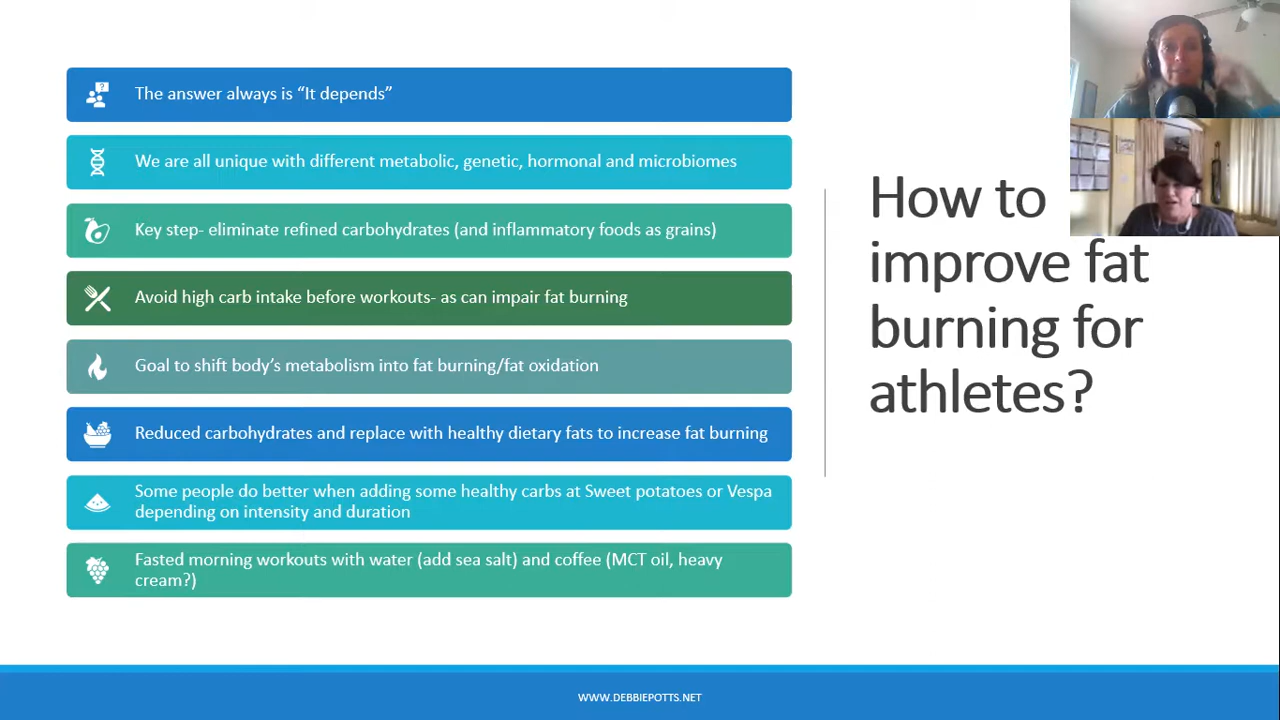 The answer always is “It depends”
We are all unique with different metabolic, genetic, hormonal and microbiomes
Key step- eliminate refined carbohydrates (and inflammatory foods as grains)
Avoid high carb intake before workouts- as can impair fat burning
Goal to shift body’s metabolism into fat burning/fat oxidation
Reduced carbohydrates and replace with healthy dietary fats to increase fat burning
Some people do better when adding some healthy carbs at Sweet potatoes or Vespa
depending on intensity and duration
Fasted morning workouts with water (add sea salt) and coffee (MCT oil, heavy
cream?)
How to
improve fat
burning for
athletes?
WWW.DEBBIEPOTTS.NET